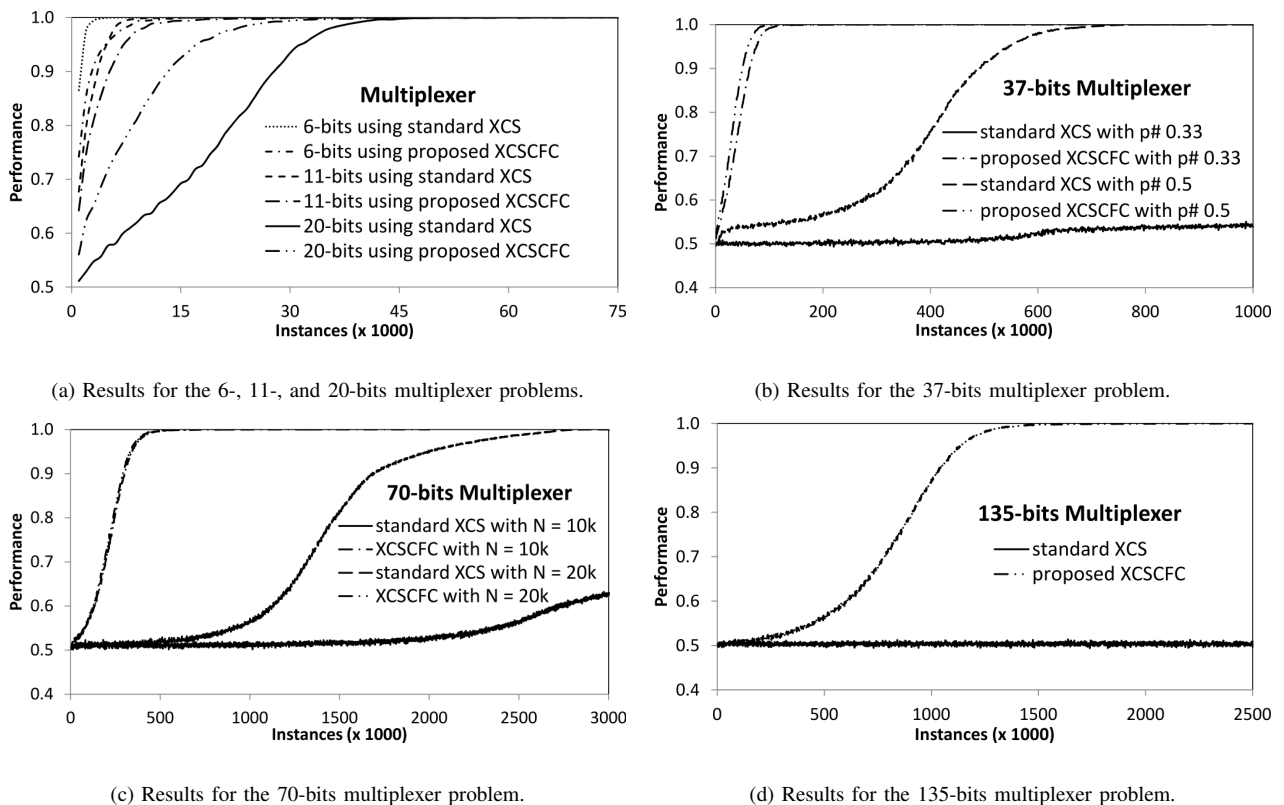 1.0
0.9
0.8
0.7
0.6
0.5
Performance
Multiplexer
6-bits using standard XCS
6-bits using proposed XCSCFC
11-bits using standard XCS
11-bits using proposed XCSCFC
20-bits using standard XCS
20-bits using proposed XCSCFC
0 15 30 45 60 75
Instances (x 1000)
(a) Results for the 6-, 11-, and 20-bits multiplexer problems.
1.0
0.9
0.8
0.7
0.6
0.5
0.4
Performance
37-bits Multiplexer
standard XCS with p# 0.33
proposed XCSCFC with p# 0.33
standard XCS with p# 0.5
proposed XCSCFC with p# 0.5
0 200 400 600 800 1000
Instances (x 1000)
(b) Results for the 37-bits multiplexer problem.
1.0
0.9
0.8
0.7
0.6
0.5
0.4
Performance
70-bits Multiplexer
standard XCS with N = 10k
XCSCFC with N = 10k
standard XCS with N = 20k
XCSCFC with N = 20k
0 500 1000 1500 2000 2500 3000
Instances (x 1000)
(c) Results for the 70-bits multiplexer problem.
1.0
0.9
0.8
0.7
0.6
0.5
0.4
Performance
135-bits Multiplexer
standard XCS
proposed XCSCFC
0 500 1000 1500 2000 2500
Instances (x 1000)
(d) Results for the 135-bits multiplexer problem.